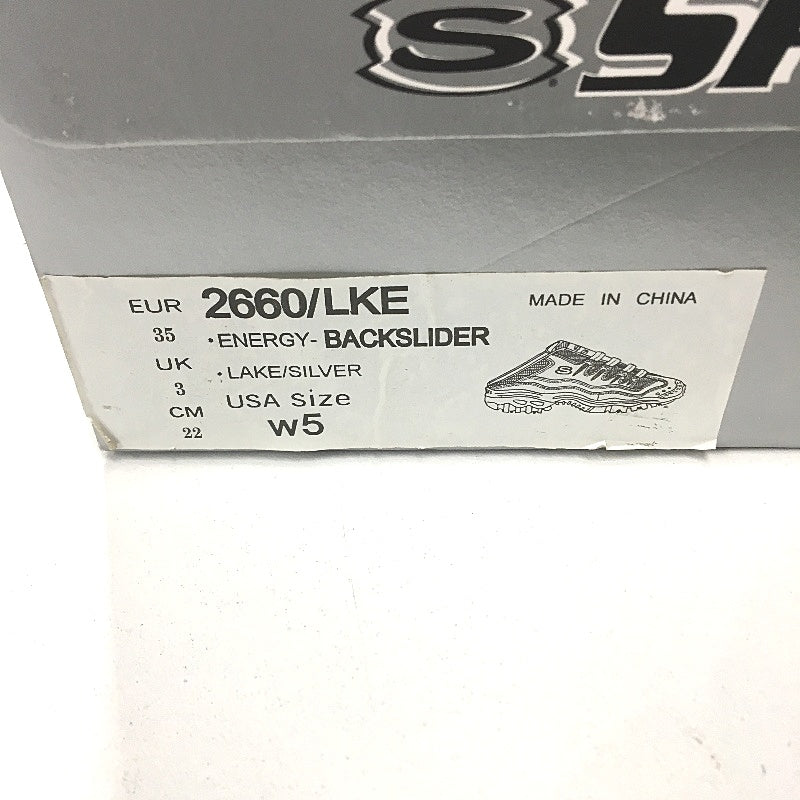 S
EUR 2660/LKE MADE IN CHINA
35 ·ENERGY- BACKSLIDER
UK ·LAKE/SILVER
3
CM USA Size
22 W5
S